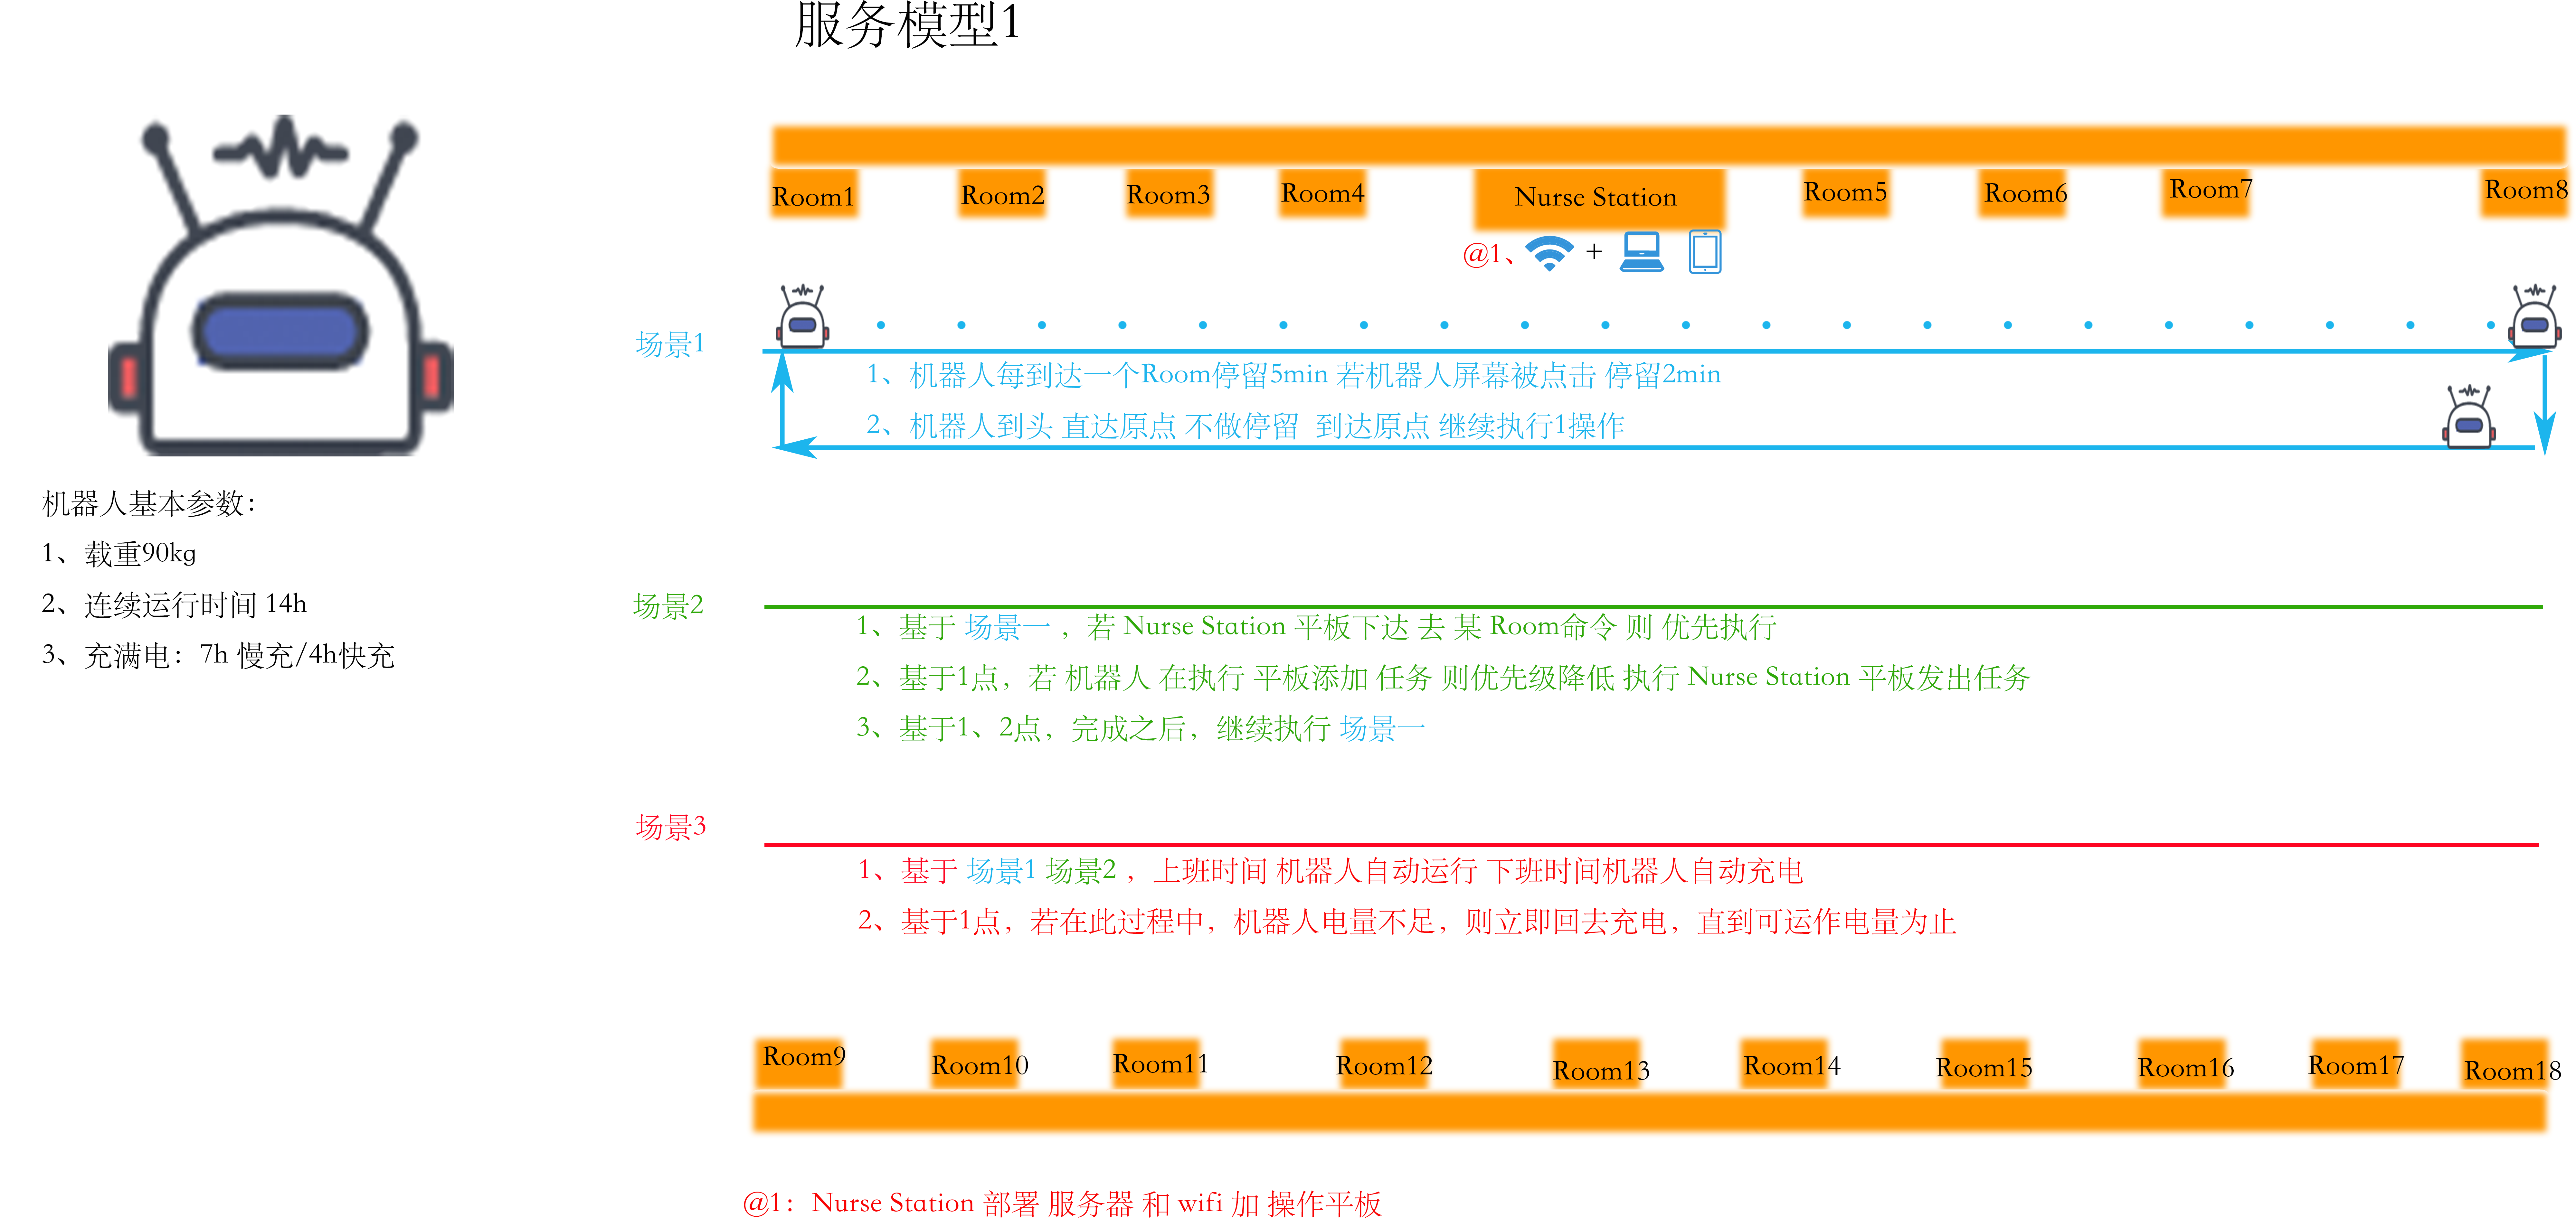 服务模型1
Room1 Room2 Room3 Room4 Nurse Station Room5 Room6 Room7 Room8
@1、 +
场景1
1、机器人每到达一个Room停留5min 若机器人屏幕被点击 停留2min
2、机器人到头 直达原点 不做停留 到达原点 继续执行1操作
机器人基本参数：
1、载重90kg
2、连续运行时间 14h
3、充满电：7h 慢充/4h快充
场景2
1、基于 场景一 ，若 Nurse Station 平板下达 去 某 Room命令 则 优先执行
2、基于1点，若 机器人 在执行 平板添加 任务 则优先级降低 执行 Nurse Station 平板发出任务
3、基于1、2点，完成之后，继续执行 场景一
场景3
1、基于 场景1 场景2 ，上班时间 机器人自动运行 下班时间机器人自动充电
2、基于1点，若在此过程中，机器人电量不足，则立即回去充电，直到可运作电量为止
Room9 Room10 Room11 Room12 Room13 Room14 Room15 Room16 Room17 Room18
@1：Nurse Station 部署 服务器 和 wifi 加 操作平板